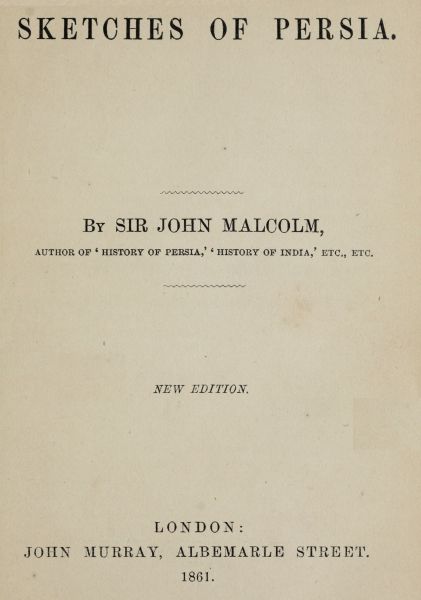 SKETCHES OF PERSIA.
By SIR JOHN MALCOLM,
AUTHOR OF ‘ HISTORY OF PERSIA,’ ‘ HISTORY OF INDIA,’ ETC., ETC.
NEW EDITION.
LONDON:
JOHN MURRAY, ALBEMARLE STREET.
1861.